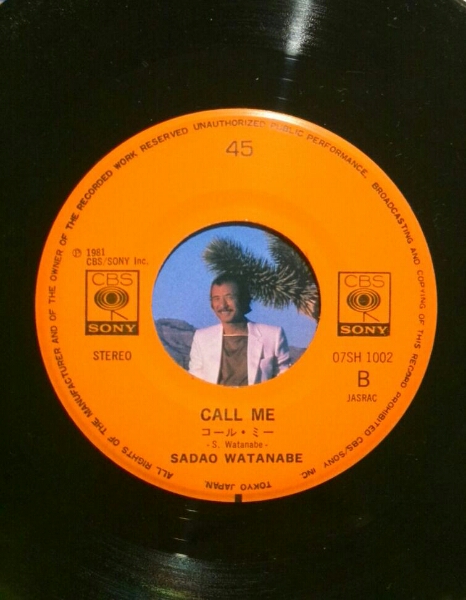 ALL RIGHTS OF THE MANUFACTURER AND OF THE OWNER OF THE RECORDED WORK RESERVED UNAUTHORIZED PUBLIC PERFORMANCE, BROADCASTING AND COPYING OF THIS RECORD PROHIBITED CBS/SONY INC. TOKYO JAPAN.
45
℗ 1981
CBS/SONY Inc.
CBS
SONY
CBS
SONY
STEREO
07SH 1002
B
JASRAC
CALL ME
コール・ミー
- S. Watanabe -
SADAO WATANABE